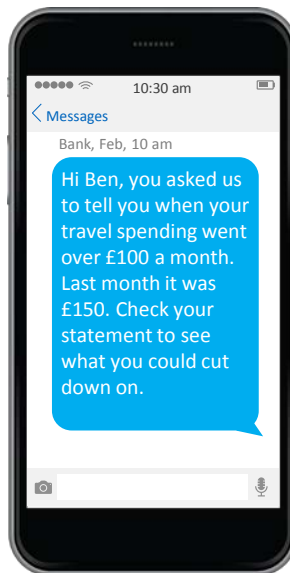 10:30 am
Messages
Bank, Feb, 10 am
Hi Ben, you asked us
to tell you when your
travel spending went
over £100 a month.
Last month it was
£150. Check your
statement to see
what you could cut
down on.